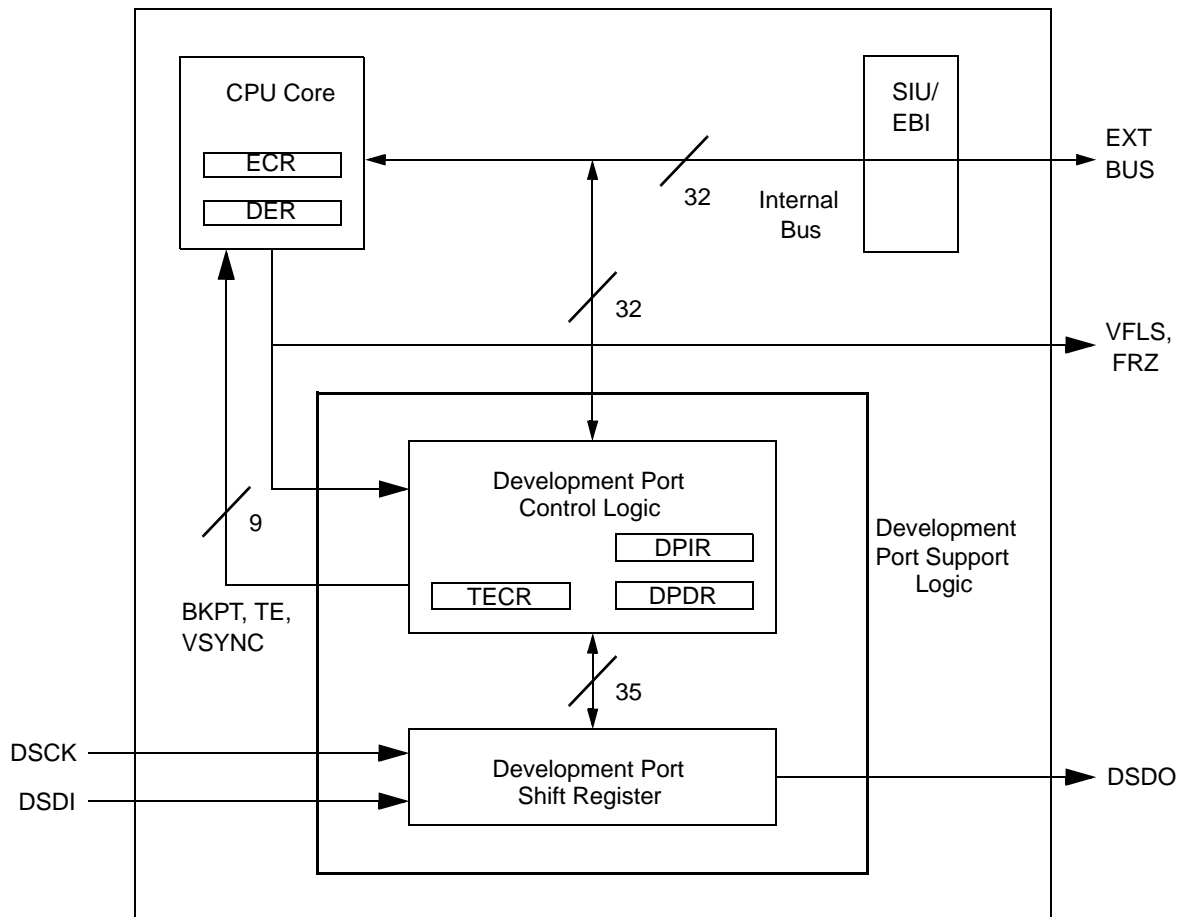 CPU Core
ECR
DER
SIU/
EBI
EXT
BUS
32
Internal
Bus
32
VFLS,
FRZ
9
BKPT, TE,
VSYNC
Development Port
Control Logic
DPIR
TECR
DPDR
Development
Port Support
Logic
35
DSCK
DSDI
Development Port
Shift Register
DSDO